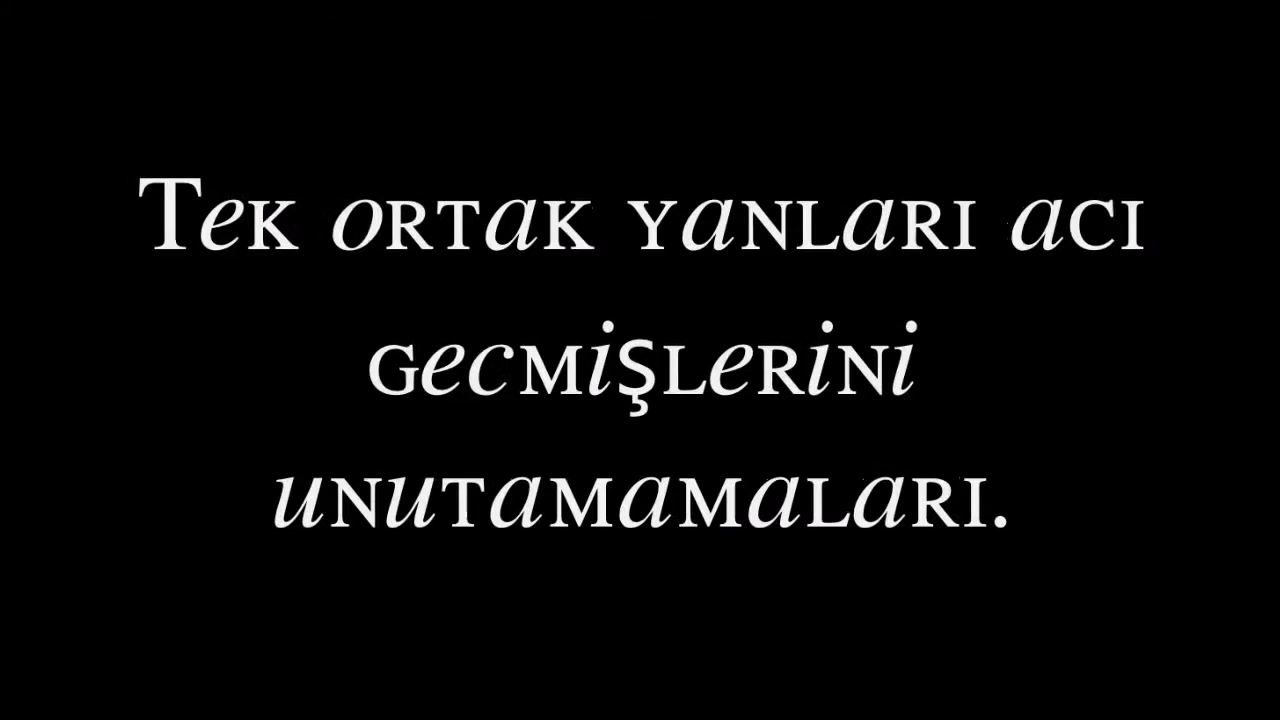 Tek ortak yanları acı
gecmişlerini
unutamamaları.